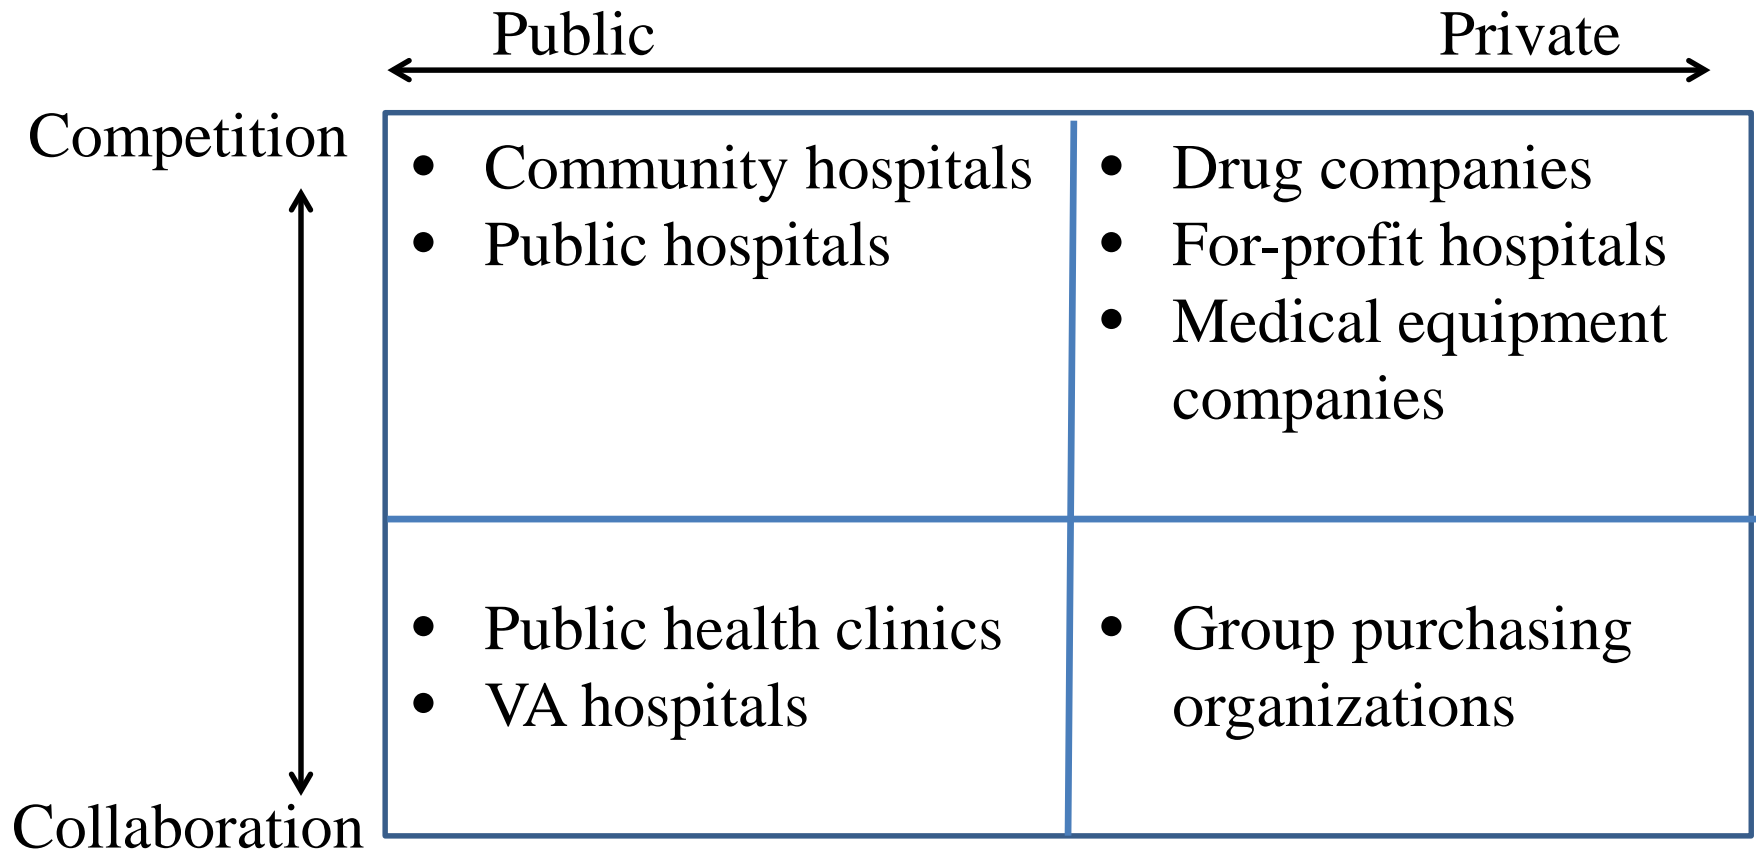 Public
Private
Competition
• Community hospitals
• Public hospitals
• Drug companies
• For-profit hospitals
• Medical equipment
companies
• Public health clinics
• VA hospitals
• Group purchasing
organizations
Collaboration